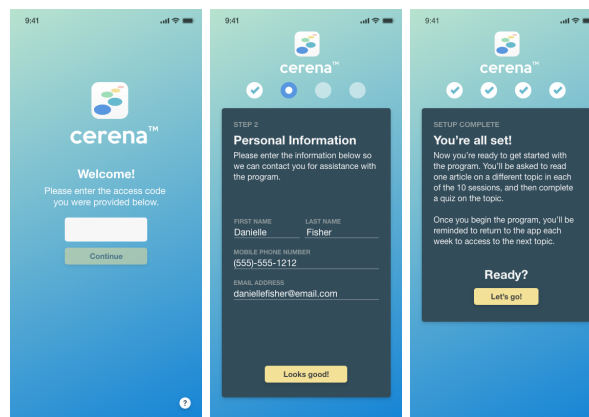 9:41
cerena™
Welcome!
Please enter the access code
you were provided below.
Continue
?
9:41
cerena™
STEP 2
Personal Information
Please enter the information below so
we can contact you for assistance with
the program.
FIRST NAME LAST NAME
Danielle Fisher
MOBILE PHONE NUMBER
(555)-555-1212
EMAIL ADDRESS
daniellefisher@email.com
Looks good!
9:41
cerena™
SETUP COMPLETE
You're all set!
Now you're ready to get started with
the program. You'll be asked to read
one article on a different topic in each
of the 10 sessions, and then complete
a quiz on the topic.
Once you begin the program, you'll be
reminded to return to the app each
week to access to the next topic.
Ready?
Let's go!